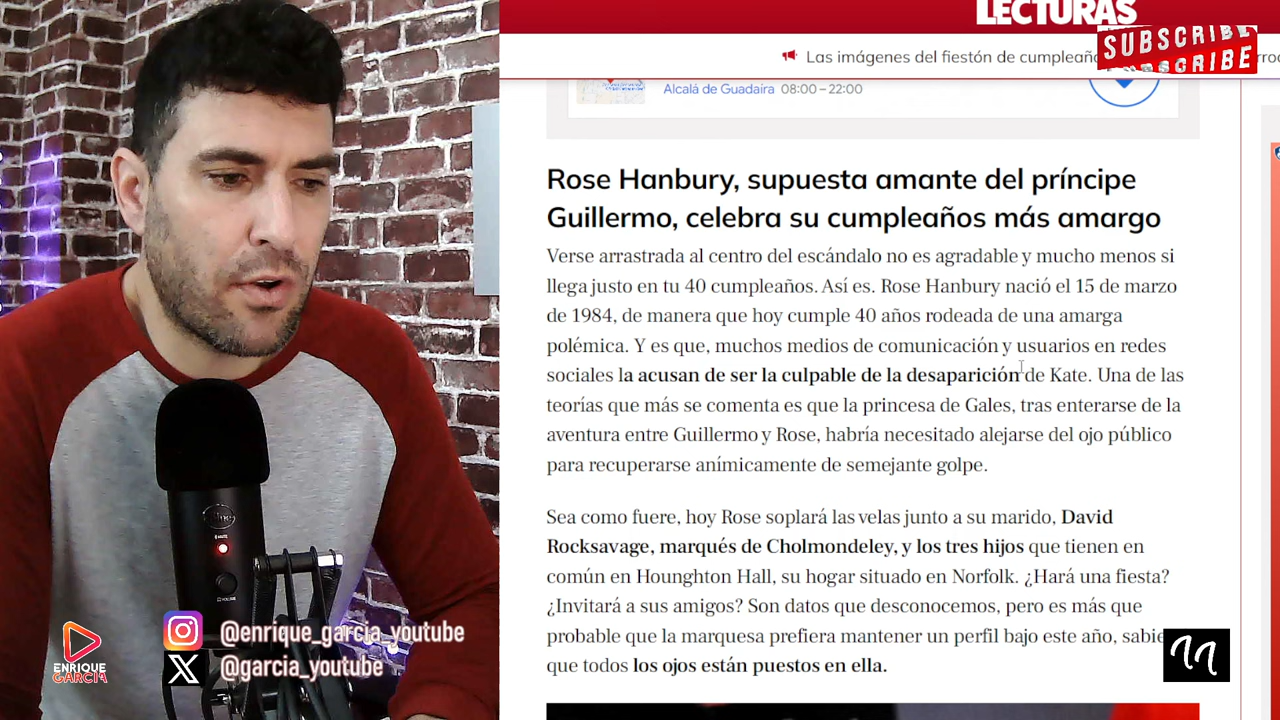 LECTURAS
Las imágenes del fiestón de cumpleaño
SUBSCRIBE
Alcalá de Guadaíra 08:00 – 22:00
Rose Hanbury, supuesta amante del príncipe
Guillermo, celebra su cumpleaños más amargo
Verse arrastrada al centro del escándalo no es agradable y mucho menos si
llega justo en tu 40 cumpleaños. Así es. Rose Hanbury nació el 15 de marzo
de 1984, de manera que hoy cumple 40 años rodeada de una amarga
polémica. Y es que, muchos medios de comunicación y usuarios en redes
sociales la acusan de ser la culpable de la desaparición de Kate. Una de las
teorías que más se comenta es que la princesa de Gales, tras enterarse de la
aventura entre Guillermo y Rose, habría necesitado alejarse del ojo público
para recuperarse anímicamente de semejante golpe.
Sea como fuere, hoy Rose soplará las velas junto a su marido, David
Rocksavage, marqués de Cholmondeley, y los tres hijos que tienen en
común en Hounghton Hall, su hogar situado en Norfolk. ¿Hará una fiesta?
¿Invitará a sus amigos? Son datos que desconocemos, pero es más que
probable que la marquesa prefiera mantener un perfil bajo este año, sabie
que todos los ojos están puestos en ella.
ENRIQUE
GARCIA
@enrique_garcia_youtube
@garcia_youtube